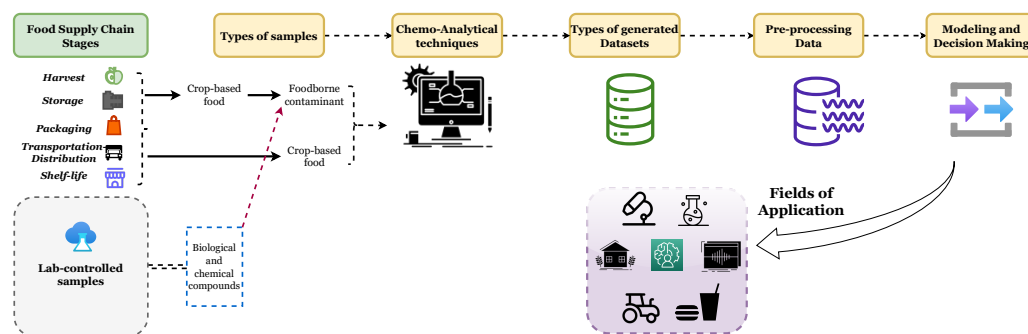 Food Supply Chain
Stages
Types of samples
Chemo-Analytical
techniques
Types of generated
Datasets
Pre-processing
Data
Modeling and
Decision Making
Harvest
Storage
Packaging
Transportation-
Distribution
Shelf-life
Crop-based
food
Foodborne
contaminant
Crop-based
food
Lab-controlled
samples
Biological
and
chemical
compounds
Fields of
Application